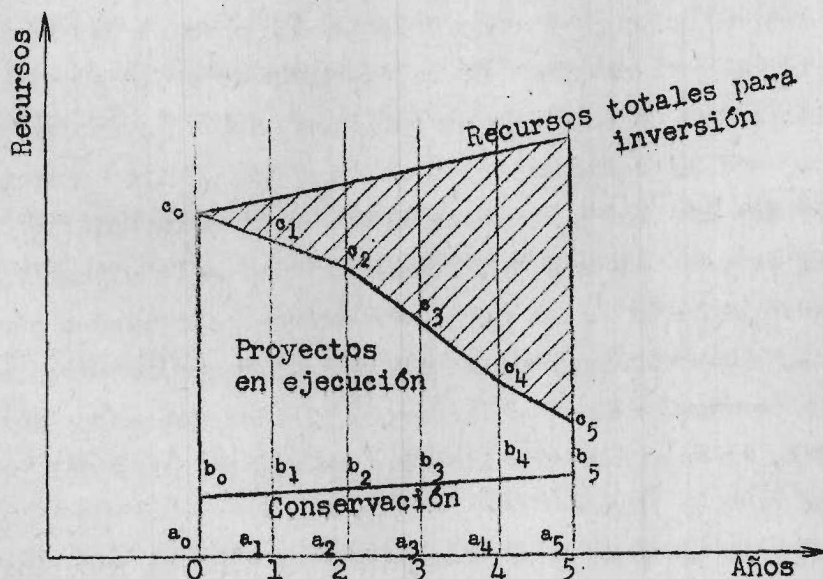 Recursos
Recursos totales para
inversión
c₀
c₁
c₂
c₃
c₄
c₅
Proyectos
en ejecución
b₀
b₁
b₂
b₃
b₄
b₅
Conservación
a₀
a₁
a₂
a₃
a₄
a₅
0
1
2
3
4
5
Años